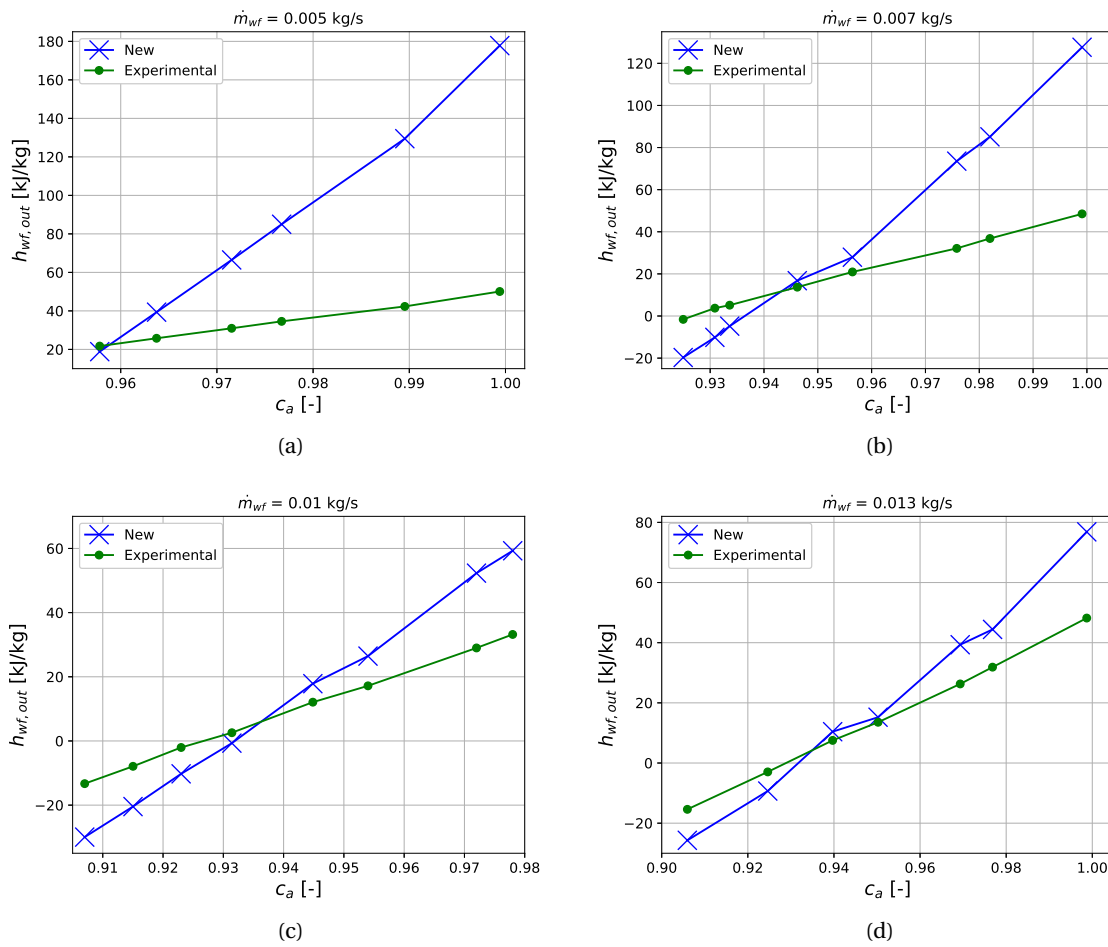 ṁwf = 0.005 kg/s
New
Experimental
180
160
140
120
100
80
60
40
20
hwf,out [kJ/kg]
0.96 0.97 0.98 0.99 1.00
ca [-]
(a)
ṁwf = 0.007 kg/s
New
Experimental
120
100
80
60
40
20
0
−20
hwf,out [kJ/kg]
0.93 0.94 0.95 0.96 0.97 0.98 0.99 1.00
ca [-]
(b)
ṁwf = 0.01 kg/s
New
Experimental
60
40
20
0
−20
hwf,out [kJ/kg]
0.91 0.92 0.93 0.94 0.95 0.96 0.97 0.98
ca [-]
(c)
ṁwf = 0.013 kg/s
New
Experimental
80
60
40
20
0
−20
hwf,out [kJ/kg]
0.90 0.92 0.94 0.96 0.98 1.00
ca [-]
(d)